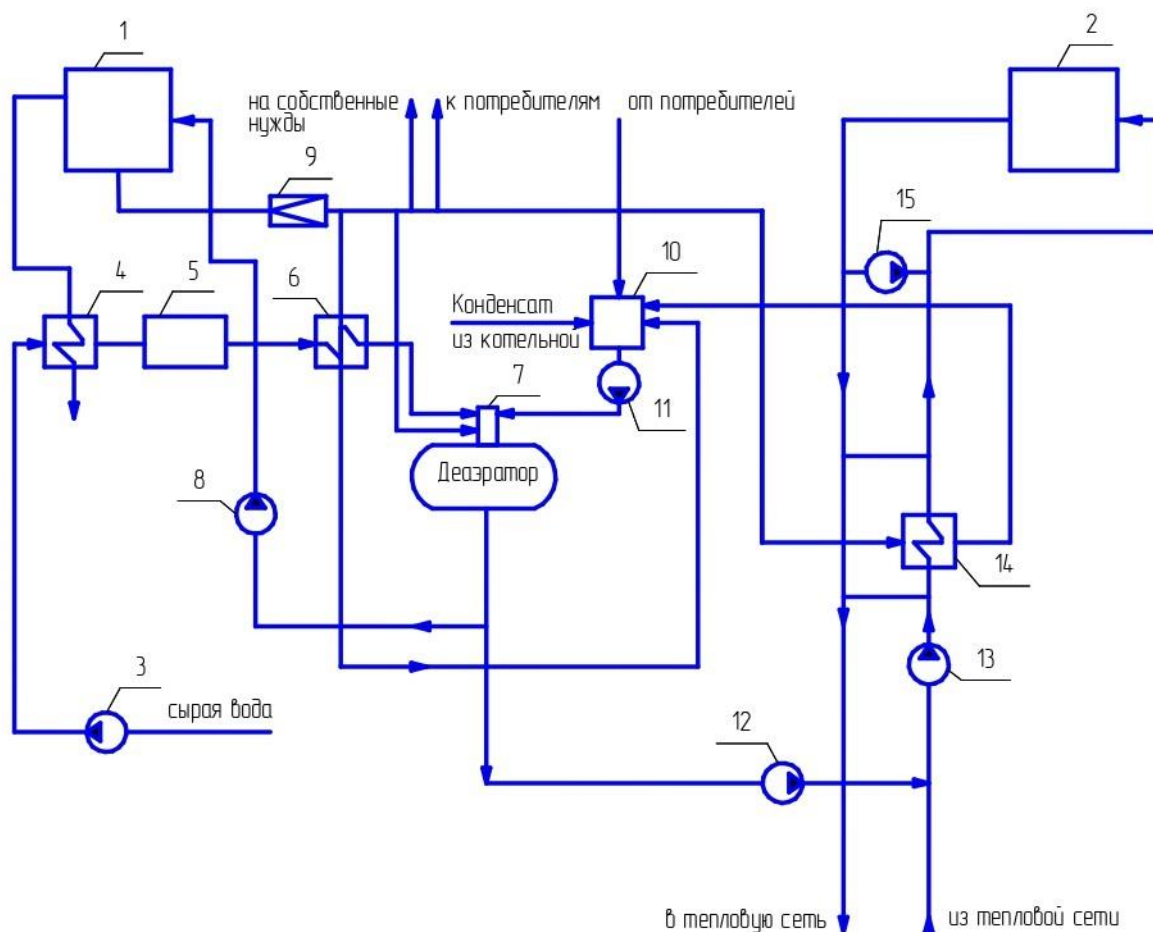 1
2
на собственные
нужды
к потребителям
от потребителей
9
15
10
4
5
6
Конденсат
из котельной
7
11
Деаэратор
8
14
13
3
сырая вода
12
в тепловую сеть
из тепловой сети